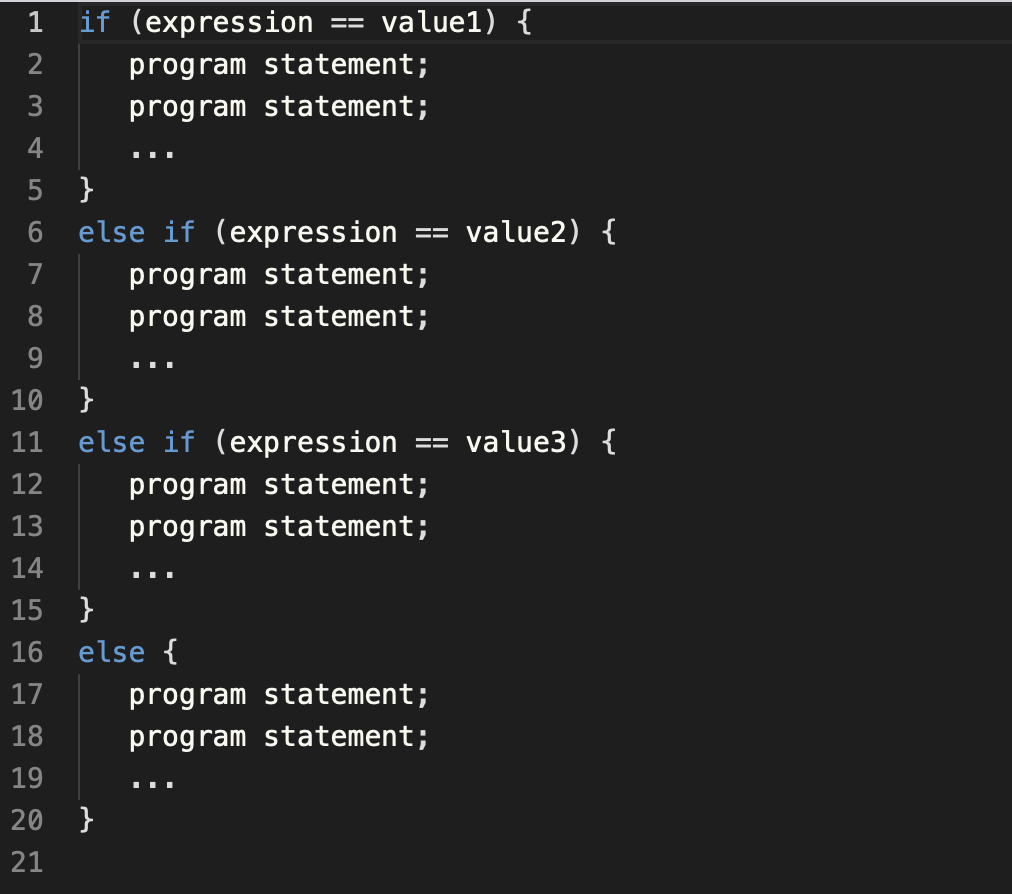 1 if (expression == value1) {
2 program statement;
3 program statement;
4 ...
5 }
6 else if (expression == value2) {
7 program statement;
8 program statement;
9 ...
10 }
11 else if (expression == value3) {
12 program statement;
13 program statement;
14 ...
15 }
16 else {
17 program statement;
18 program statement;
19 ...
20 }
21